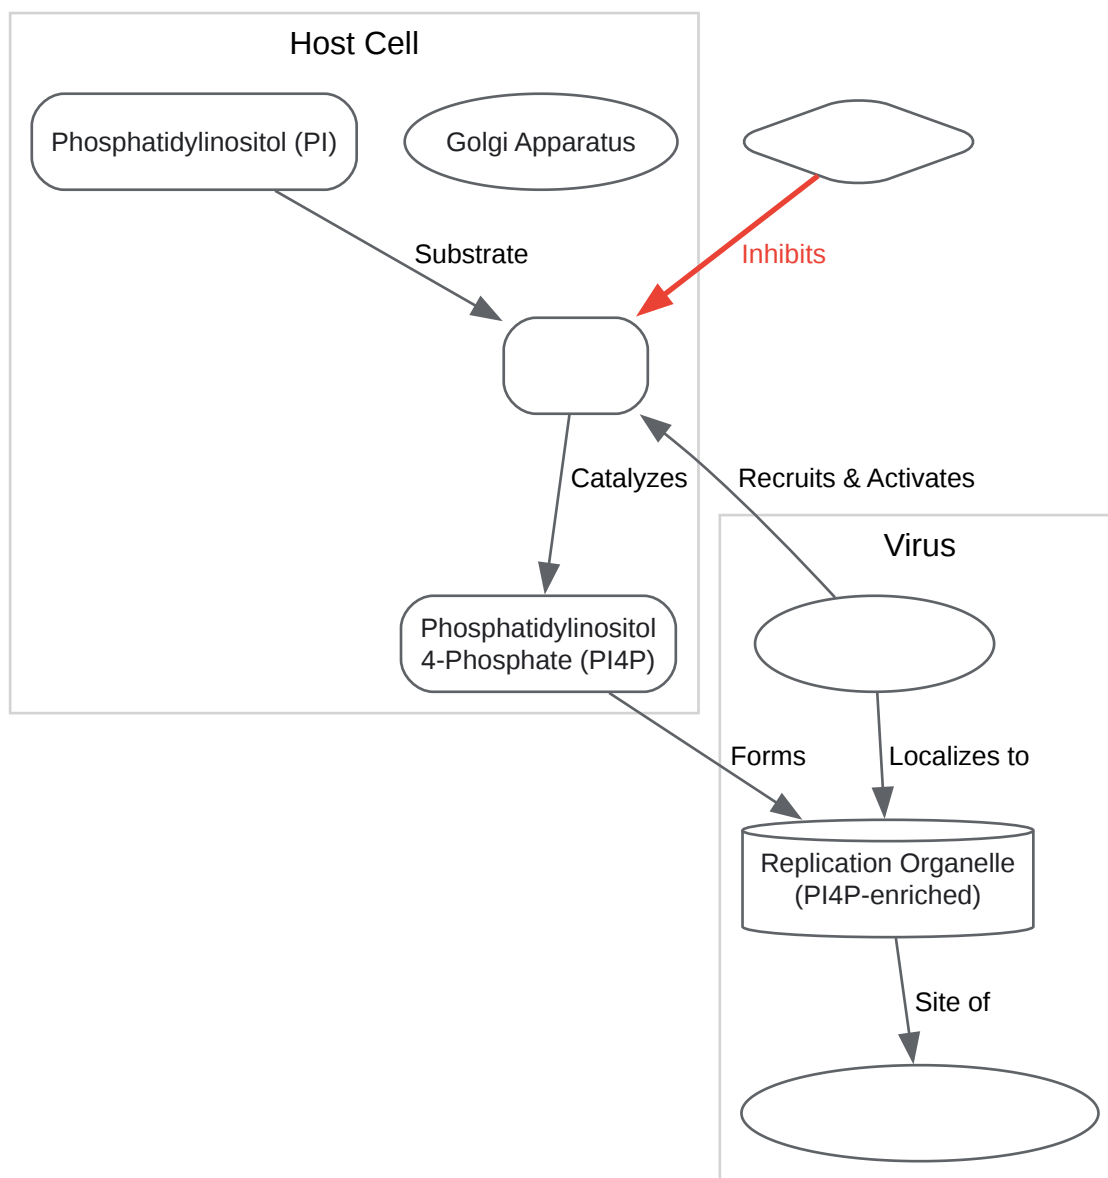 Host Cell
Phosphatidylinositol (PI)
Golgi Apparatus
Substrate
Inhibits
Catalyzes
Recruits & Activates
Virus
Phosphatidylinositol
4-Phosphate (PI4P)
Forms
Localizes to
Replication Organelle
(PI4P-enriched)
Site of